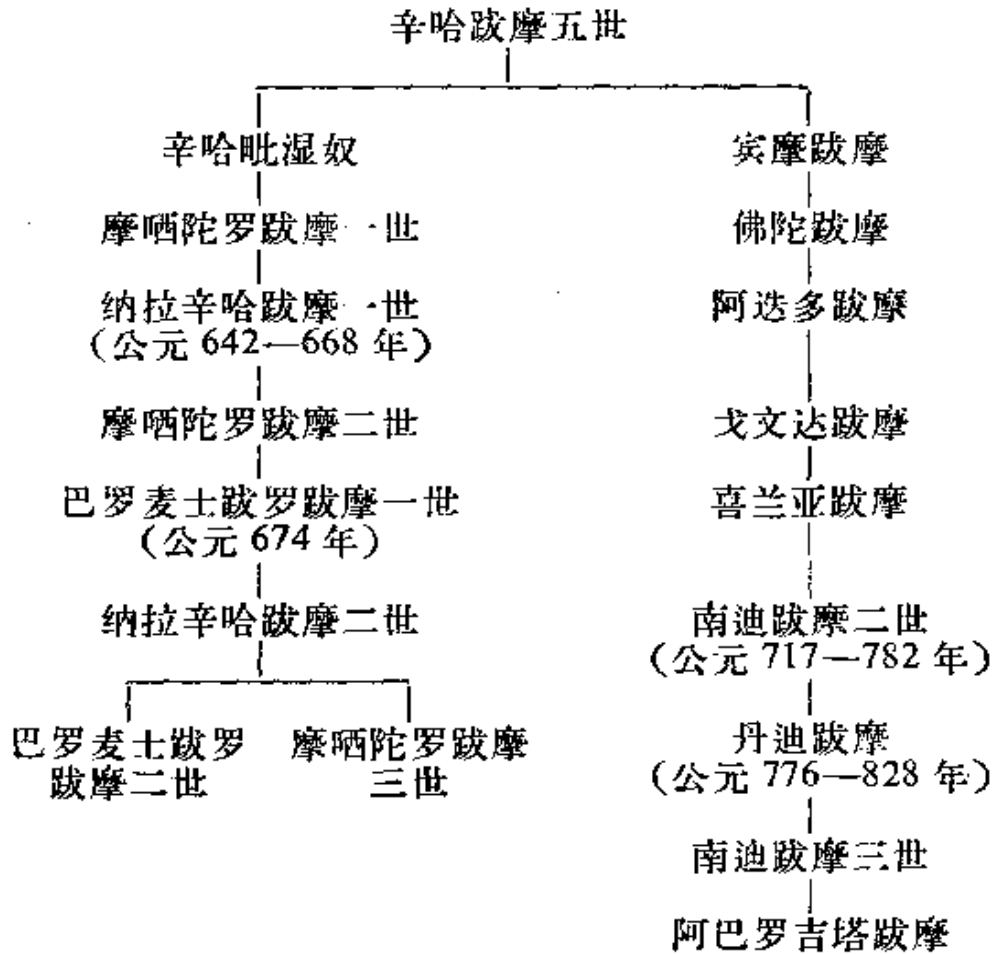 辛哈跋摩五世
辛哈毗湿奴
宾摩跋摩
摩哂陀罗跋摩一世
佛陀跋摩
纳拉辛哈跋摩一世
(公元 642—668 年)
阿迭多跋摩
摩哂陀罗跋摩二世
戈文达跋摩
巴罗麦士跋罗跋摩一世
(公元 674 年)
喜兰亚跋摩
纳拉辛哈跋摩二世
南迪跋摩二世
(公元 717—782 年)
巴罗麦士跋罗
跋摩二世
摩哂陀罗跋摩
三世
丹迪跋摩
(公元 776—828 年)
南迪跋摩三世
阿巴罗吉塔跋摩